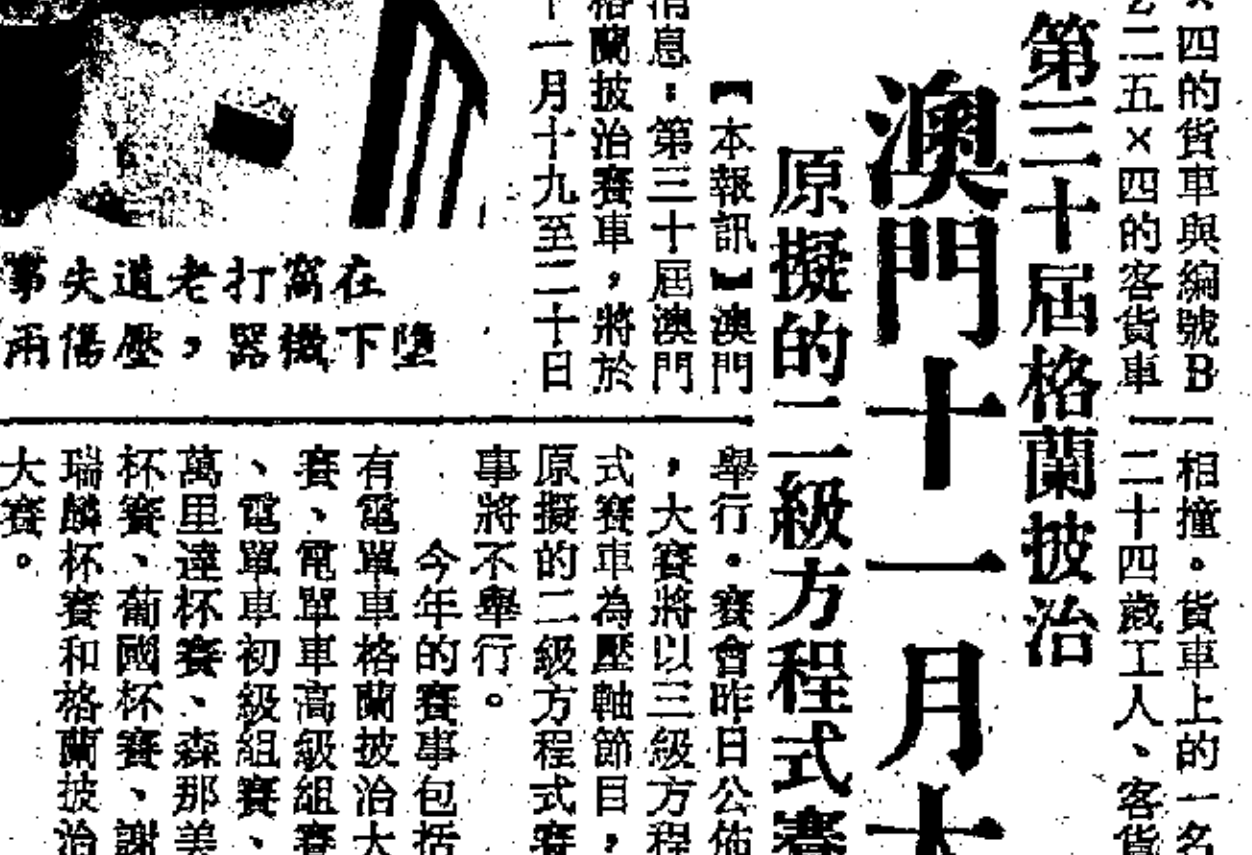 ×四的貨車與編號B
二五×四的客貨車
相撞。貨車上的一名
二十四歲工人、客貨
第三十屆格蘭披治
澳門十一月十
原擬的二級方程式賽
【本報訊】澳門
消息：第三十屆澳門
格蘭披治賽車，將於
十一月十九至二十日
舉行。賽會昨日公佈
，大賽將以三級方程
式賽車為壓軸節目，
原擬的二級方程式賽
事將不舉行。
今年的賽事包括
有電單車格蘭披治大
賽、電單車高級組賽
、電單車初級組賽、
萬里達杯賽、森那美
杯賽、葡國杯賽、謝
瑞麟杯賽和格蘭披治
大賽。
在窩打老道失事
墮下機器，壓傷兩